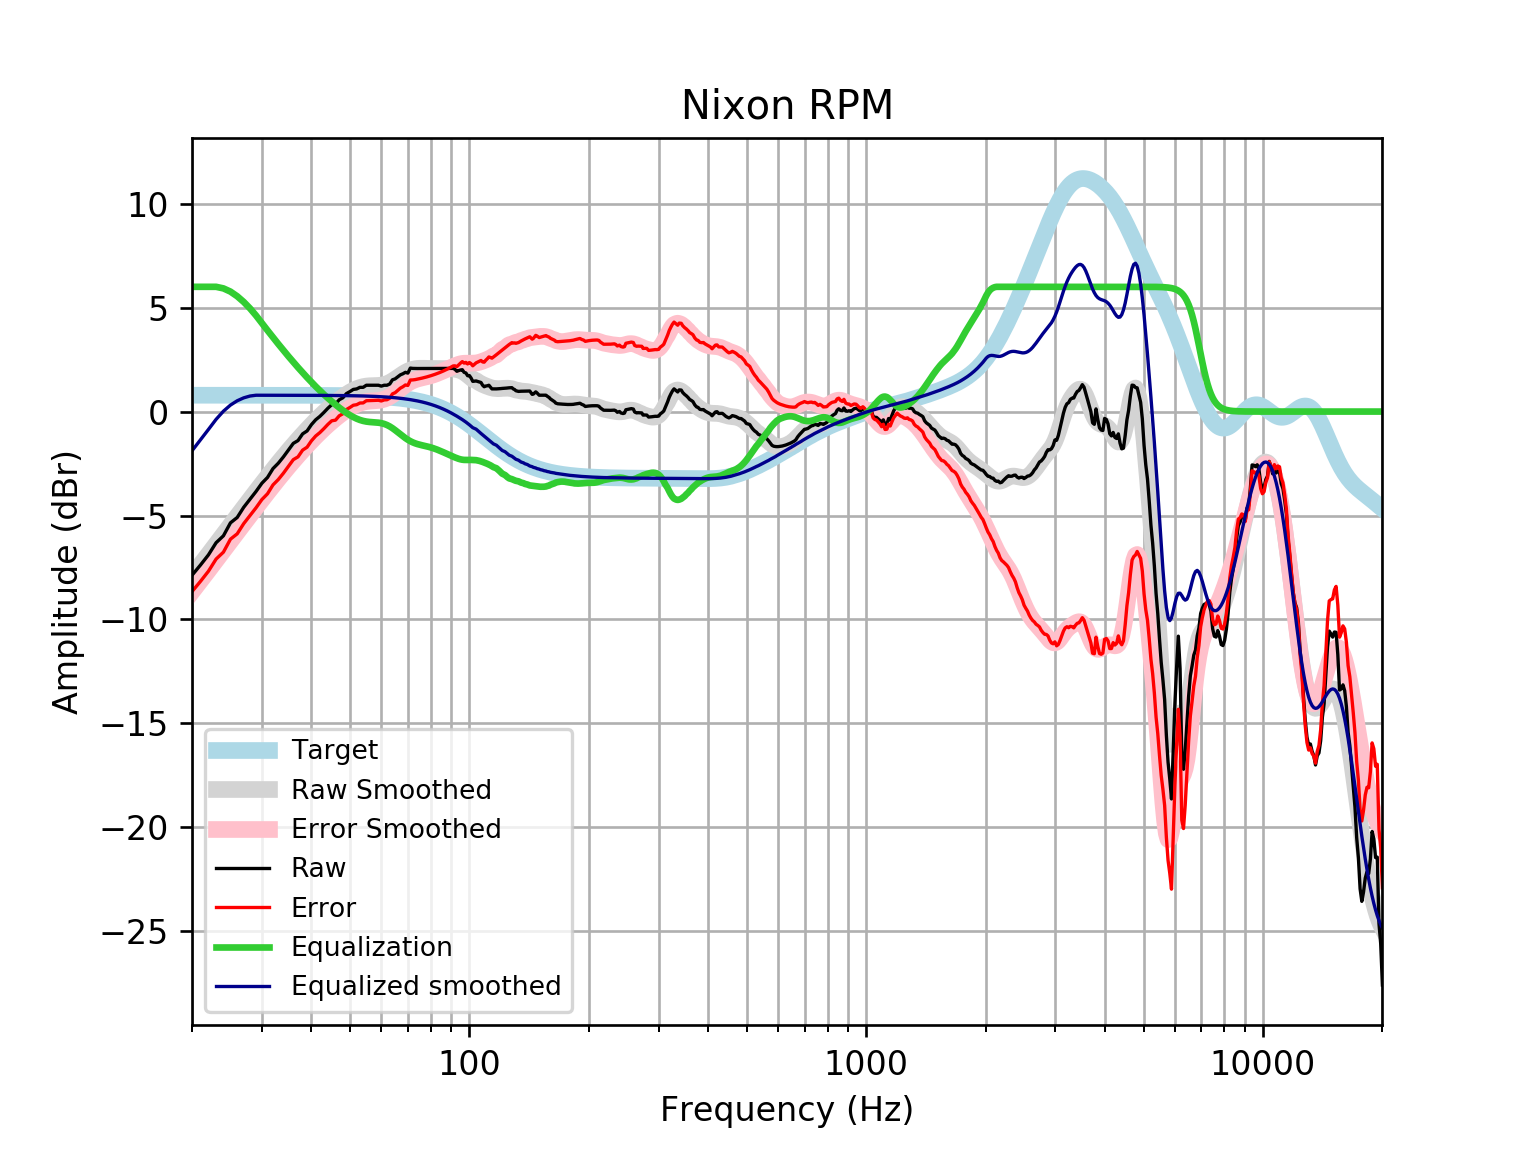 Nixon RPM
Amplitude (dBr)
10
5
0
−5
−10
−15
−20
−25
Target
Raw Smoothed
Error Smoothed
Raw
Error
Equalization
Equalized smoothed
100 1000 10000
Frequency (Hz)